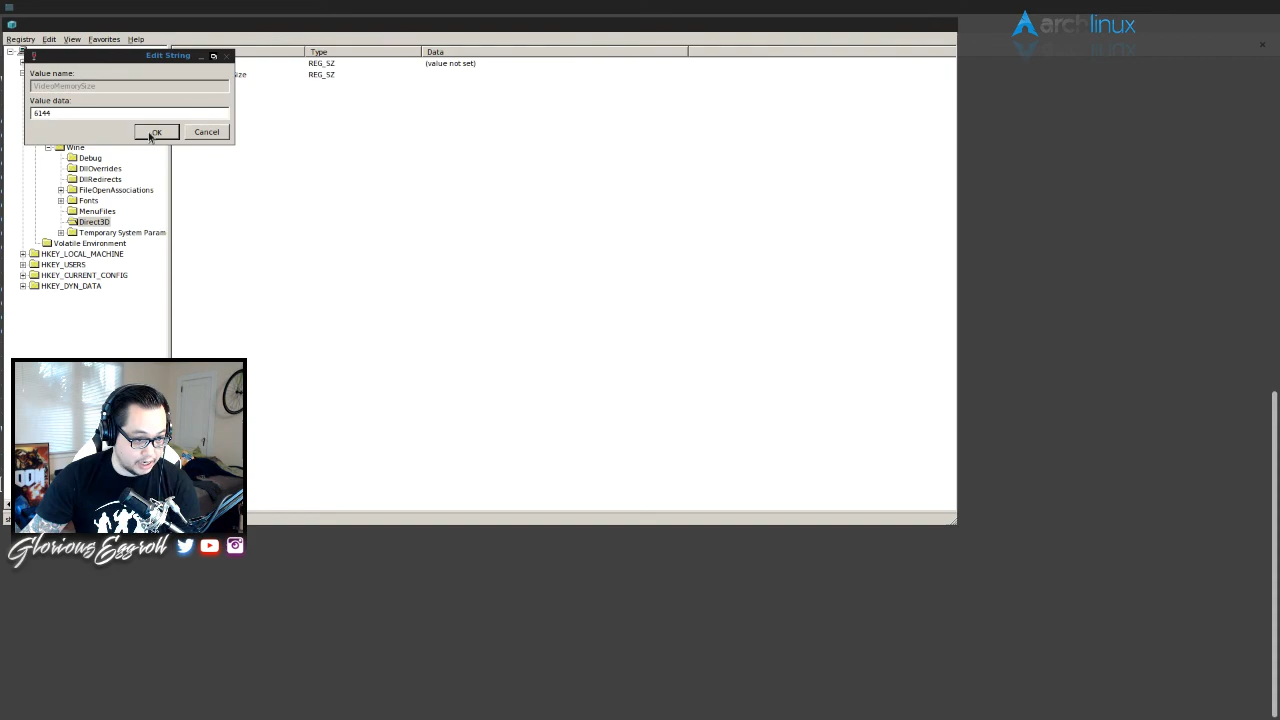 archlinux
Registry Edit View Favorites Help
Edit String
Type Data
Value name:
REG_SZ (value not set)
VideoMemorySize
ize REG_SZ
Value data:
6144
OK Cancel
Wine
Debug
DllOverrides
DllRedirects
FileOpenAssociations
Fonts
MenuFiles
Direct3D
Temporary System Param
Volatile Environment
HKEY_LOCAL_MACHINE
HKEY_USERS
HKEY_CURRENT_CONFIG
HKEY_DYN_DATA
DOOM
Glorious Eggroll